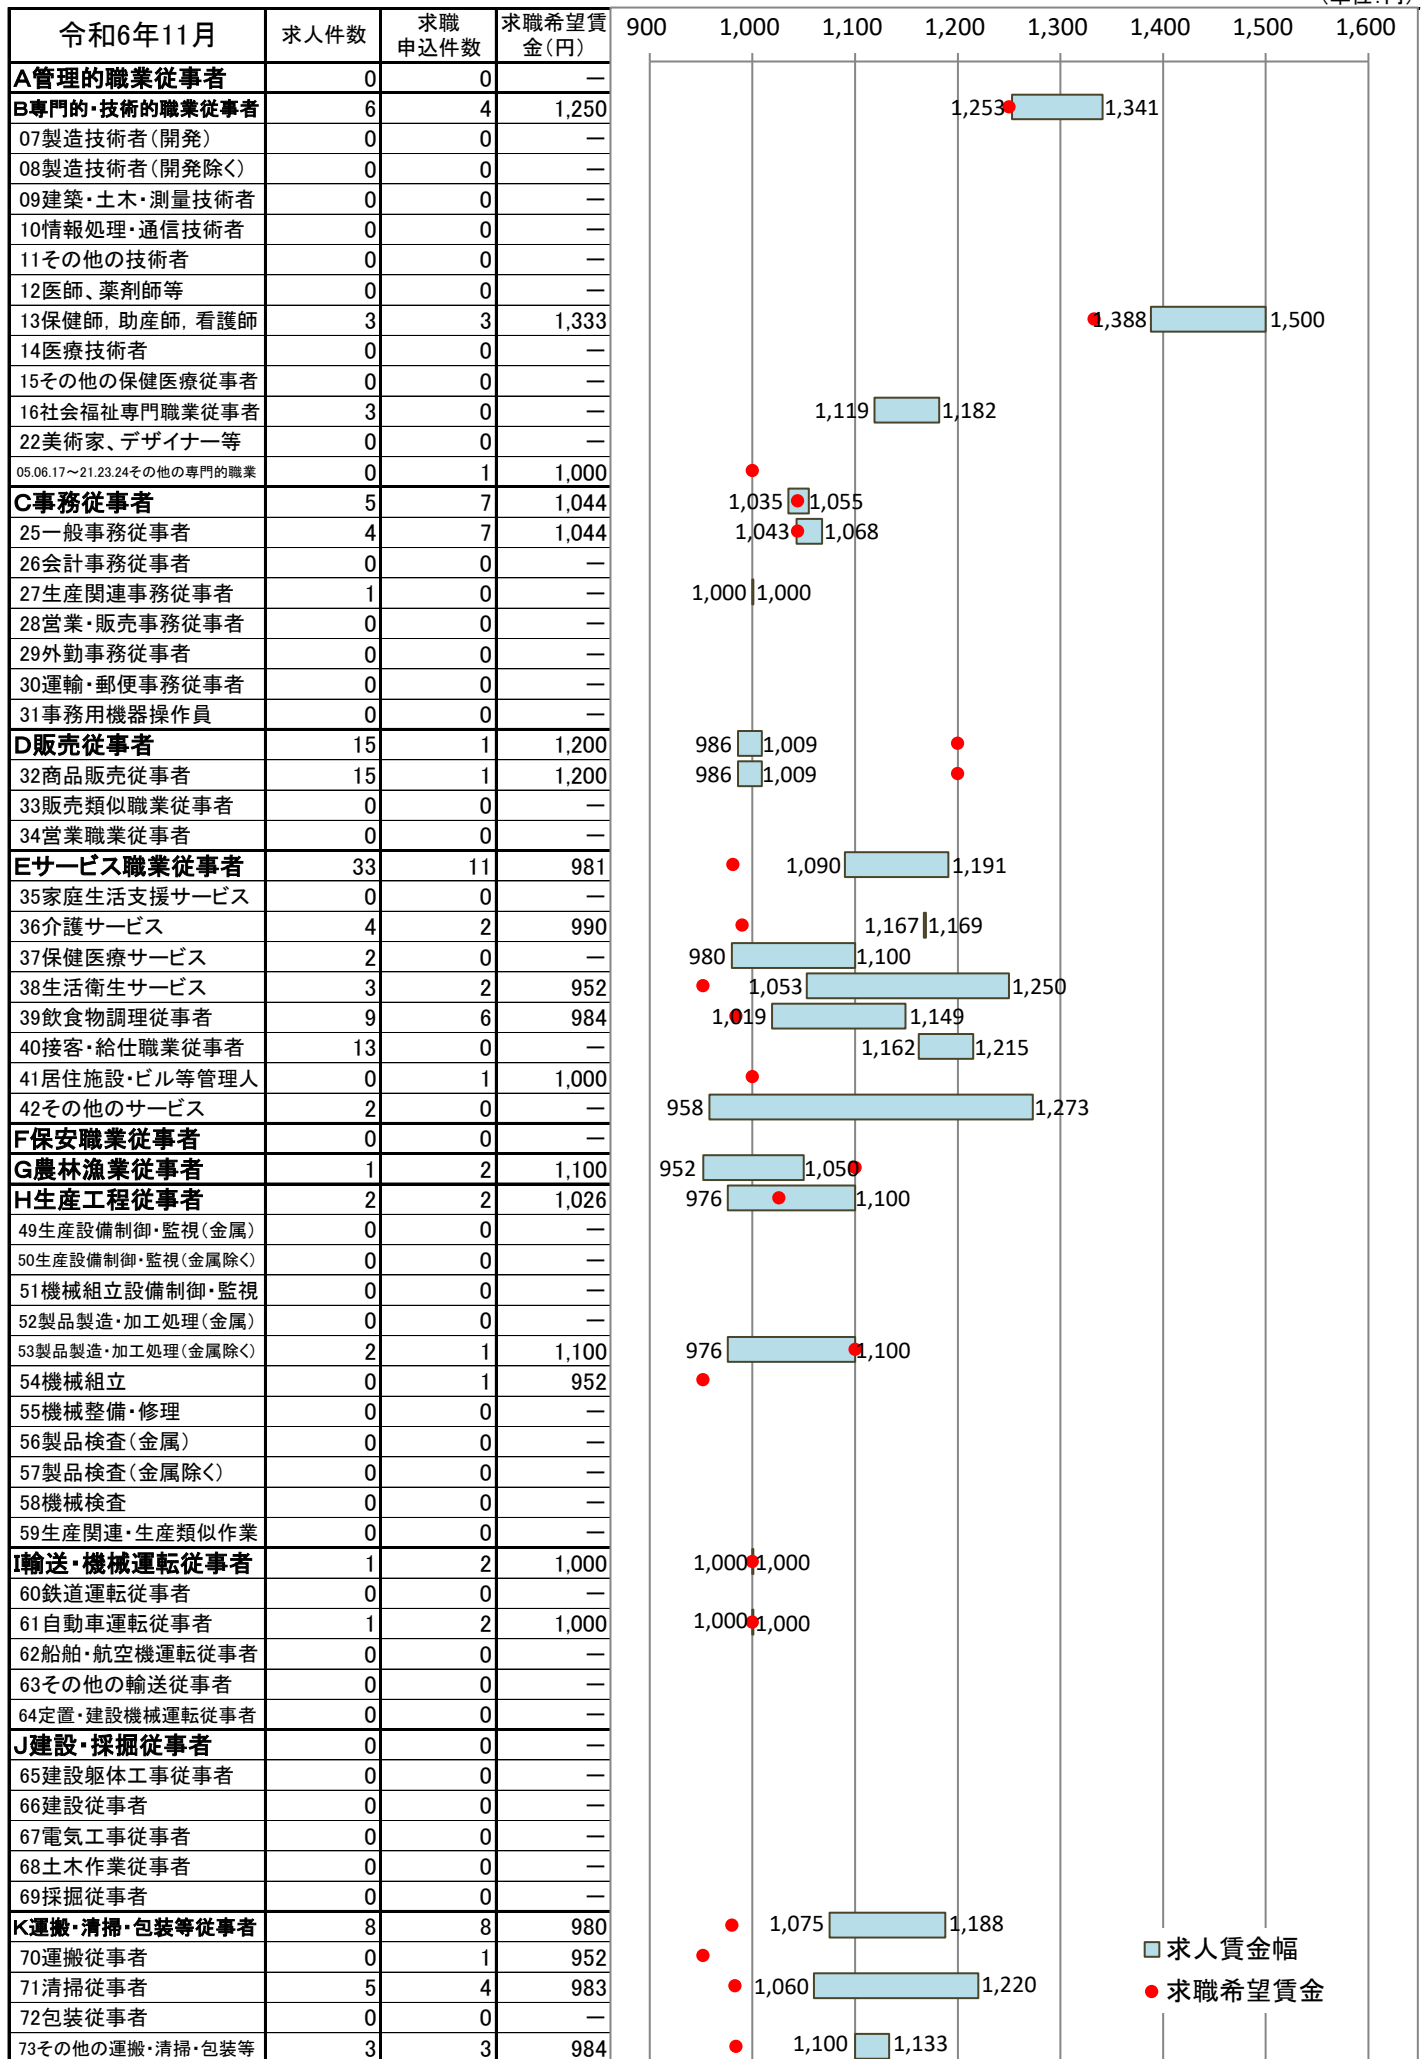 （単位：円）
令和6年11月 求人件数 求職申込件数 求職希望賃金(円) 900 1,000 1,100 1,200 1,300 1,400 1,500 1,600
A管理的職業従事者 0 0 ―
B専門的・技術的職業従事者 6 4 1,250 1,253 1,341
07製造技術者（開発） 0 0 ―
08製造技術者（開発除く） 0 0 ―
09建築・土木・測量技術者 0 0 ―
10情報処理・通信技術者 0 0 ―
11その他の技術者 0 0 ―
12医師、薬剤師等 0 0 ―
13保健師，助産師，看護師 3 3 1,333 1,388 1,500
14医療技術者 0 0 ―
15その他の保健医療従事者 0 0 ―
16社会福祉専門職業従事者 3 0 ― 1,119 1,182
22美術家、デザイナー等 0 0 ―
05.06.17～21.23.24その他の専門的職業 0 1 1,000
C事務従事者 5 7 1,044 1,035 1,055
25一般事務従事者 4 7 1,044 1,043 1,068
26会計事務従事者 0 0 ―
27生産関連事務従事者 1 0 ― 1,000 1,000
28営業・販売事務従事者 0 0 ―
29外勤事務従事者 0 0 ―
30運輸・郵便事務従事者 0 0 ―
31事務用機器操作員 0 0 ―
D販売従事者 15 1 1,200 986 1,009
32商品販売従事者 15 1 1,200 986 1,009
33販売類似職業従事者 0 0 ―
34営業職業従事者 0 0 ―
Eサービス職業従事者 33 11 981 1,090 1,191
35家庭生活支援サービス 0 0 ―
36介護サービス 4 2 990 1,167 1,169
37保健医療サービス 2 0 ― 980 1,100
38生活衛生サービス 3 2 952 1,053 1,250
39飲食物調理従事者 9 6 984 1,019 1,149
40接客・給仕職業従事者 13 0 ― 1,162 1,215
41居住施設・ビル等管理人 0 1 1,000
42その他のサービス 2 0 ― 958 1,273
F保安職業従事者 0 0 ―
G農林漁業従事者 1 2 1,100 952 1,050
H生産工程従事者 2 2 1,026 976 1,100
49生産設備制御・監視（金属） 0 0 ―
50生産設備制御・監視（金属除く） 0 0 ―
51機械組立設備制御・監視 0 0 ―
52製品製造・加工処理（金属） 0 0 ―
53製品製造・加工処理（金属除く） 2 1 1,100 976 1,100
54機械組立 0 1 952
55機械整備・修理 0 0 ―
56製品検査（金属） 0 0 ―
57製品検査（金属除く） 0 0 ―
58機械検査 0 0 ―
59生産関連・生産類似作業 0 0 ―
I輸送・機械運転従事者 1 2 1,000 1,000 1,000
60鉄道運転従事者 0 0 ―
61自動車運転従事者 1 2 1,000 1,000 1,000
62船舶・航空機運転従事者 0 0 ―
63その他の輸送従事者 0 0 ―
64定置・建設機械運転従事者 0 0 ―
J建設・採掘従事者 0 0 ―
65建設躯体工事従事者 0 0 ―
66建設従事者 0 0 ―
67電気工事従事者 0 0 ―
68土木作業従事者 0 0 ―
69採掘従事者 0 0 ―
K運搬・清掃・包装等従事者 8 8 980 1,075 1,188
70運搬従事者 0 1 952 求人賃金幅
71清掃従事者 5 4 983 1,060 1,220 求職希望賃金
72包装従事者 0 0 ―
73その他の運搬・清掃・包装等 3 3 984 1,100 1,133